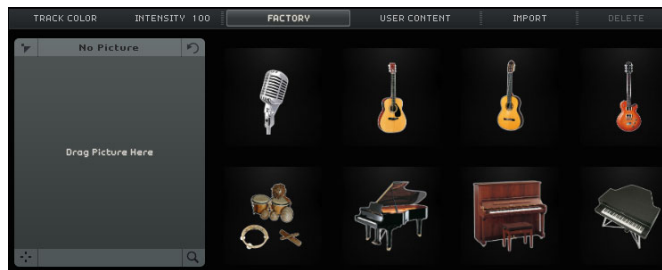 TRACK COLOR INTENSITY 100 FACTORY USER CONTENT IMPORT DELETE
No Picture
Drag Picture Here